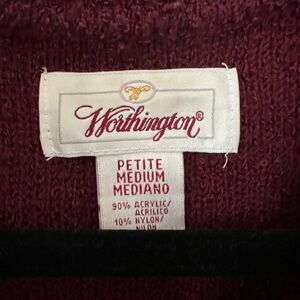 Worthington®
PETITE
MEDIUM
MEDIANO
90% ACRYLIC/
ACRILICO
10% NYLON/
NILON